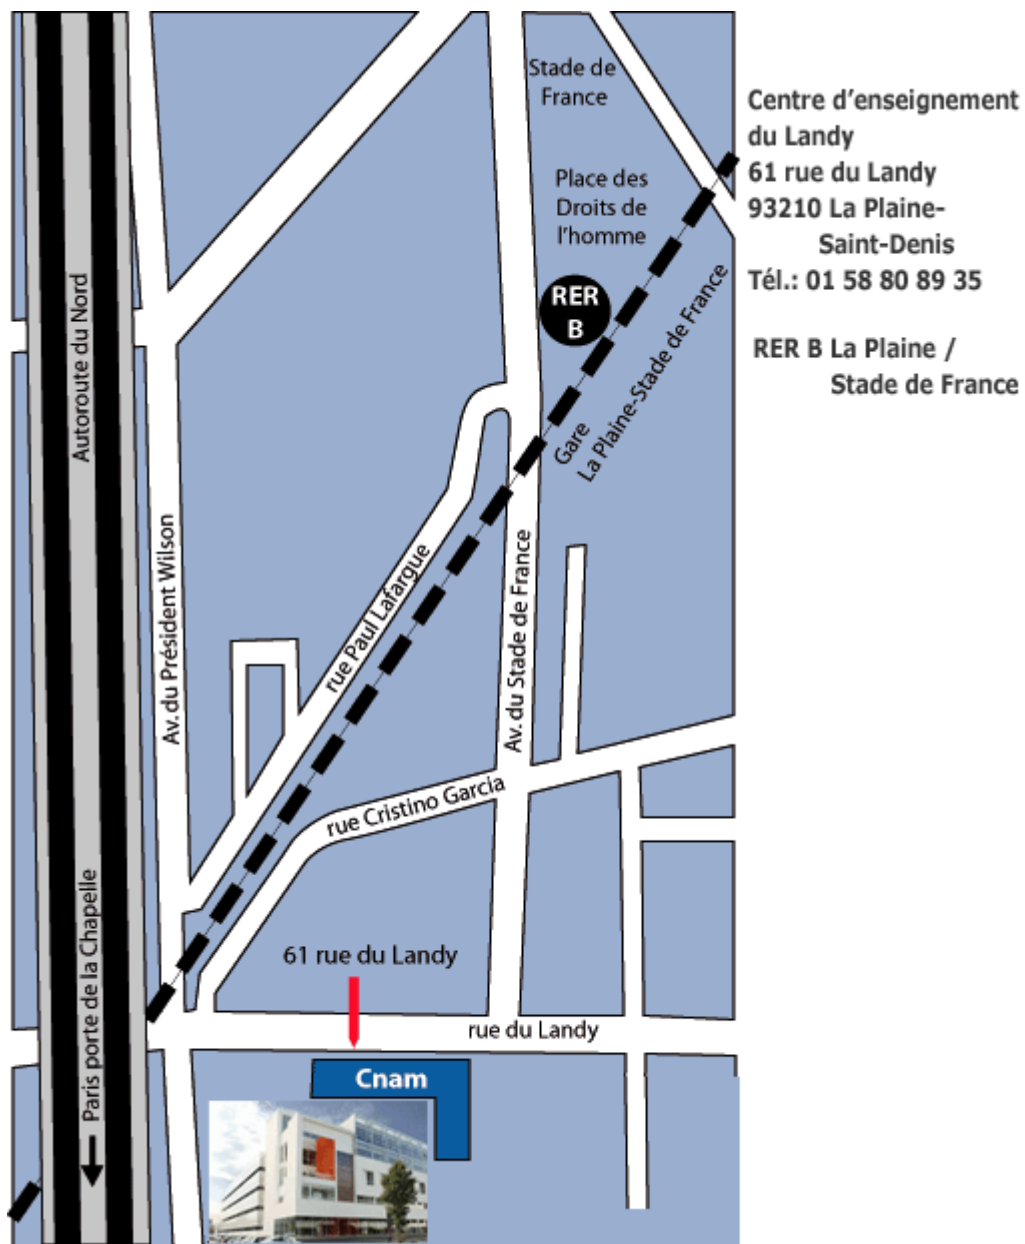 Stade de
France
Place des
Droits de
l'homme
RER
B
Gare
La Plaine-Stade de France
Autoroute du Nord
Av. du Président Wilson
rue Paul Lafargue
Av. du Stade de France
rue Cristino Garcia
Paris porte de la Chapelle
61 rue du Landy
rue du Landy
Cnam
Centre d'enseignement
du Landy
61 rue du Landy
93210 La Plaine-
Saint-Denis
Tél.: 01 58 80 89 35
RER B La Plaine /
Stade de France